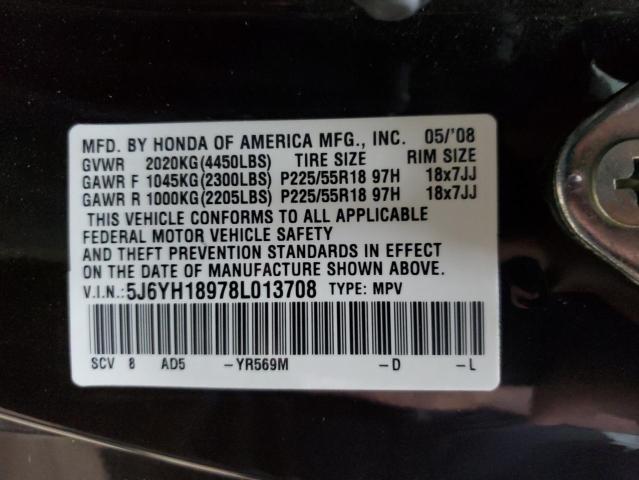 MFD. BY HONDA OF AMERICA MFG., INC. 05/'08
GVWR 2020KG(4450LBS) TIRE SIZE RIM SIZE
GAWR F 1045KG(2300LBS) P225/55R18 97H 18x7JJ
GAWR R 1000KG(2205LBS) P225/55R18 97H 18x7JJ
THIS VEHICLE CONFORMS TO ALL APPLICABLE
FEDERAL MOTOR VEHICLE SAFETY
AND THEFT PREVENTION STANDARDS IN EFFECT
ON THE DATE OF MANUFACTURE SHOWN ABOVE.
V.I.N.: 5J6YH18978L013708 TYPE: MPV
SCV 8 AD5 -YR569M -D -L